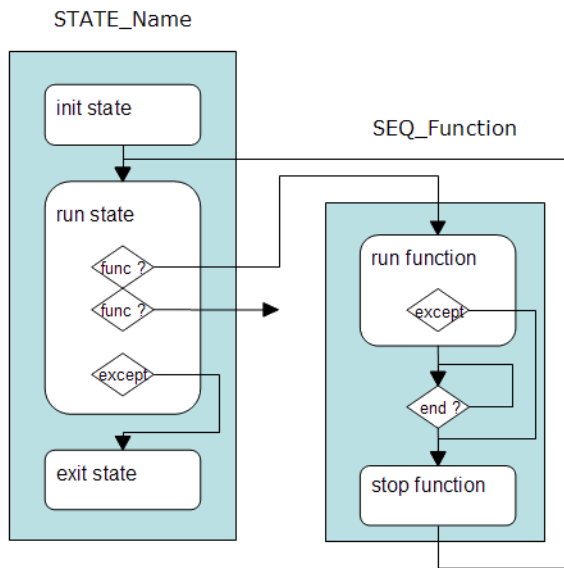 STATE_Name
init state
run state
func ?
func ?
except
exit state
SEQ_Function
run function
except
end ?
stop function